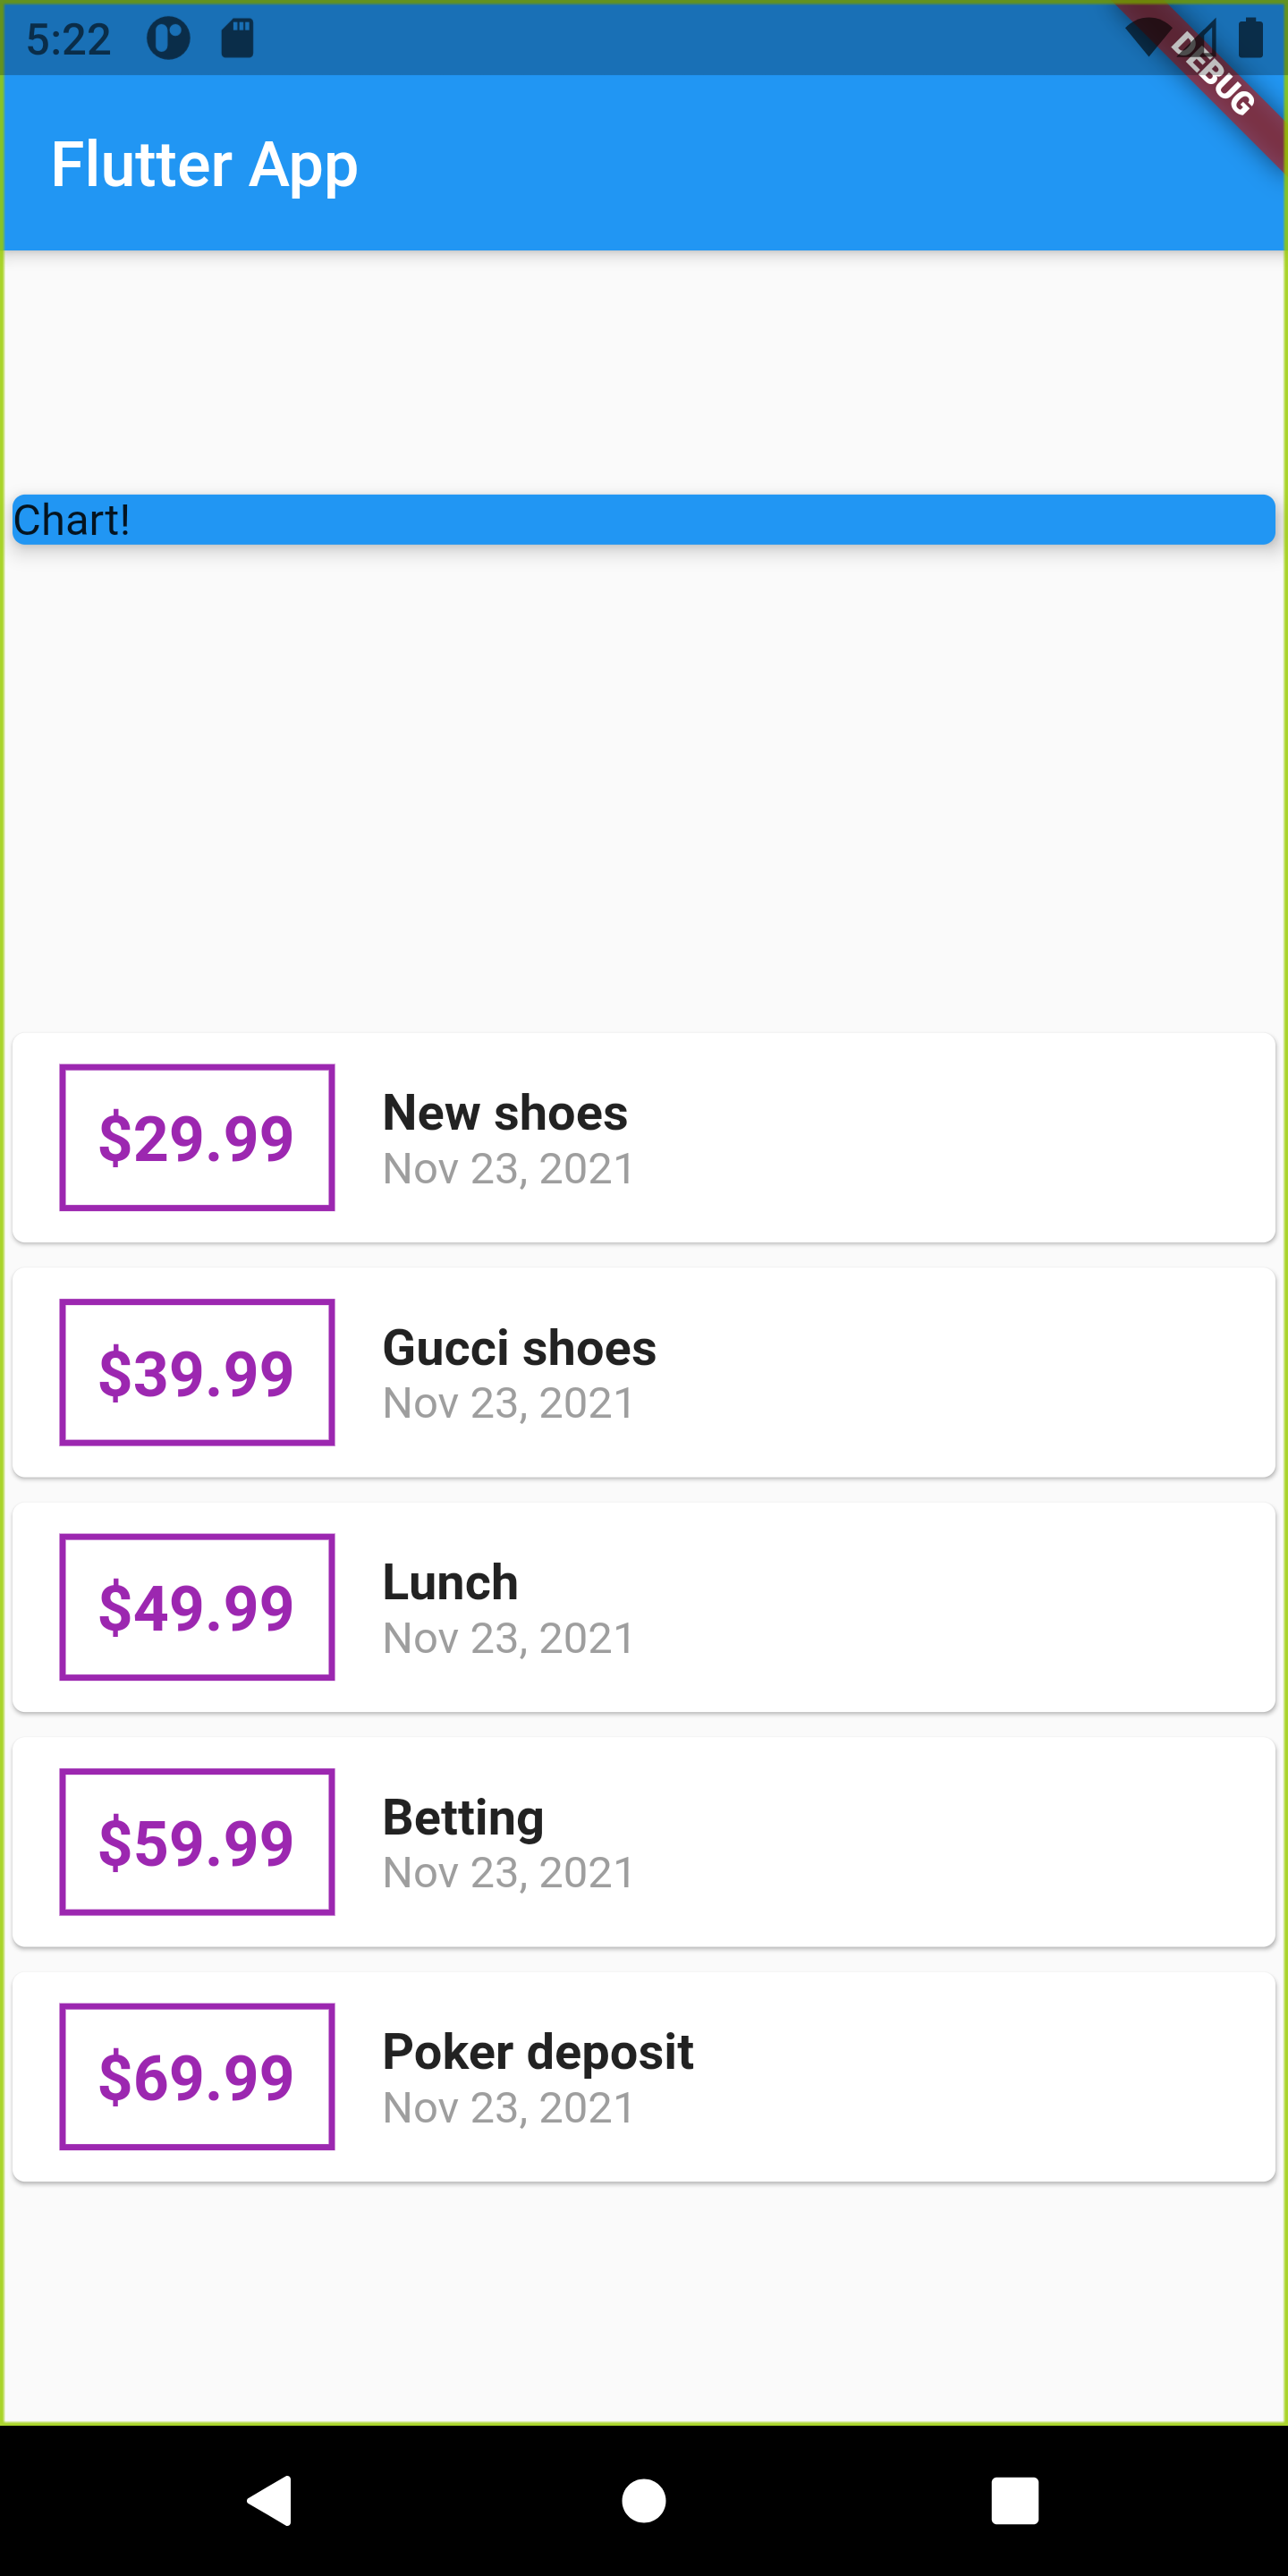 5:22
DEBUG
Flutter App
Chart!
$29.99
New shoes
Nov 23, 2021
$39.99
Gucci shoes
Nov 23, 2021
$49.99
Lunch
Nov 23, 2021
$59.99
Betting
Nov 23, 2021
$69.99
Poker deposit
Nov 23, 2021